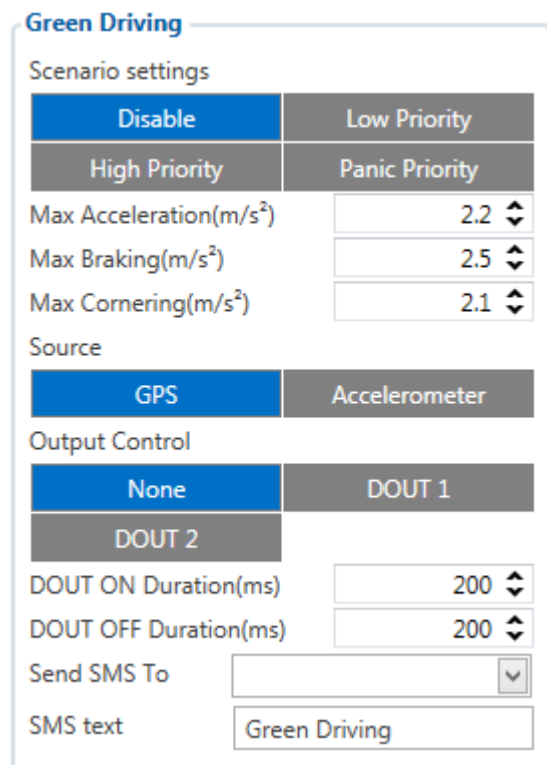 Green Driving
Scenario settings
Disable Low Priority
High Priority Panic Priority
Max Acceleration(m/s²) 2.2
Max Braking(m/s²) 2.5
Max Cornering(m/s²) 2.1
Source
GPS Accelerometer
Output Control
None DOUT 1
DOUT 2
DOUT ON Duration(ms) 200
DOUT OFF Duration(ms) 200
Send SMS To
SMS text Green Driving